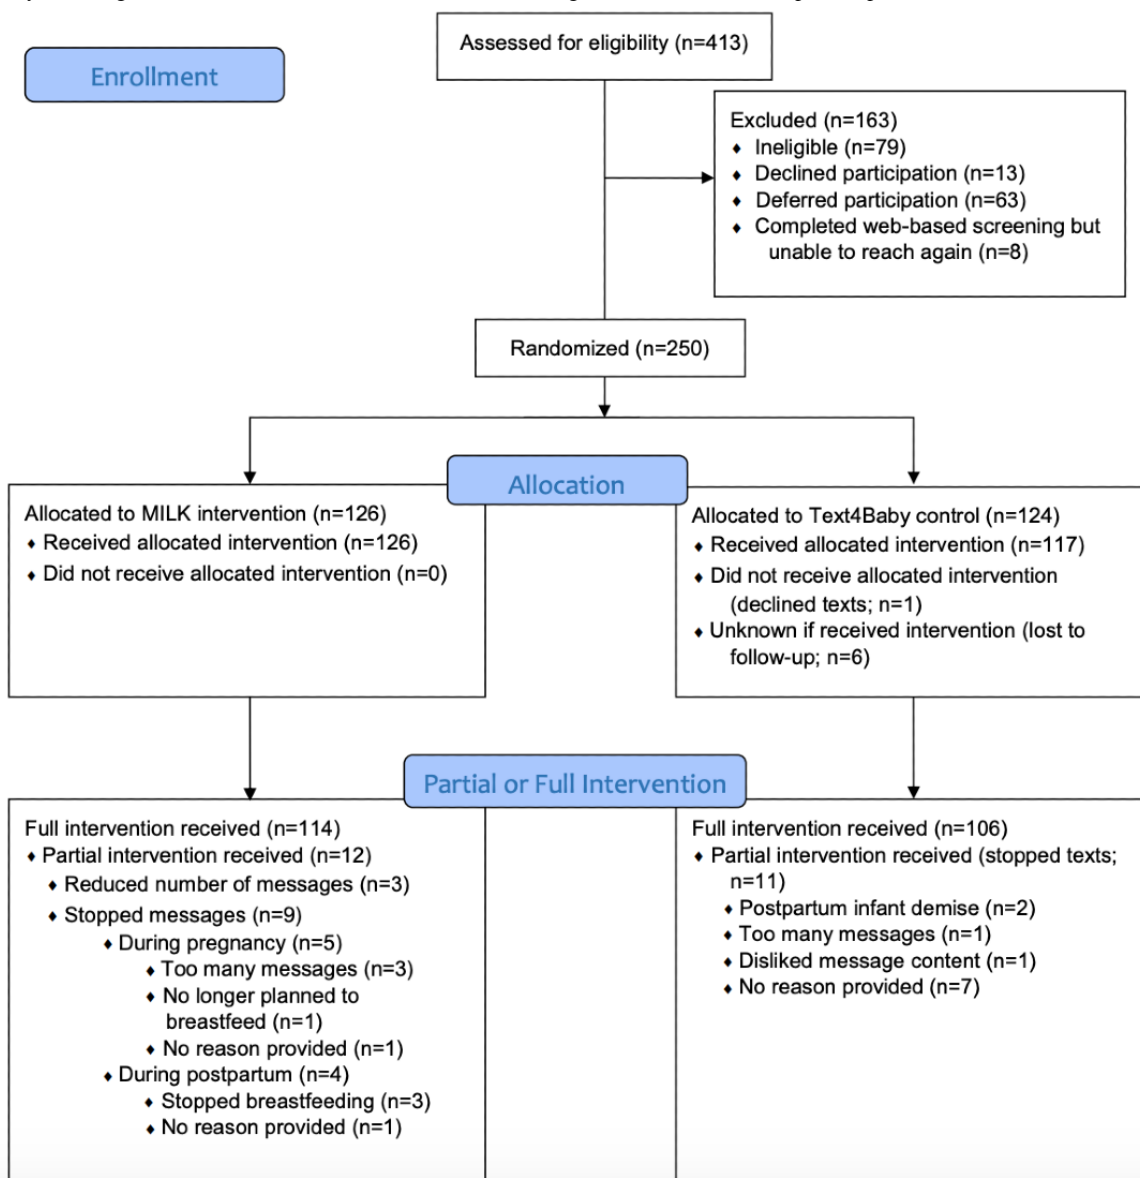 Assessed for eligibility (n=413)
Enrollment
Excluded (n=163)
♦ Ineligible (n=79)
♦ Declined participation (n=13)
♦ Deferred participation (n=63)
♦ Completed web-based screening but
unable to reach again (n=8)
Randomized (n=250)
Allocation
Allocated to MILK intervention (n=126)
♦ Received allocated intervention (n=126)
♦ Did not receive allocated intervention (n=0)
Allocated to Text4Baby control (n=124)
♦ Received allocated intervention (n=117)
♦ Did not receive allocated intervention
(declined texts; n=1)
♦ Unknown if received intervention (lost to
follow-up; n=6)
Partial or Full Intervention
Full intervention received (n=114)
♦ Partial intervention received (n=12)
♦ Reduced number of messages (n=3)
♦ Stopped messages (n=9)
♦ During pregnancy (n=5)
♦ Too many messages (n=3)
♦ No longer planned to
breastfeed (n=1)
♦ No reason provided (n=1)
♦ During postpartum (n=4)
♦ Stopped breastfeeding (n=3)
♦ No reason provided (n=1)
Full intervention received (n=106)
♦ Partial intervention received (stopped texts;
n=11)
♦ Postpartum infant demise (n=2)
♦ Too many messages (n=1)
♦ Disliked message content (n=1)
♦ No reason provided (n=7)